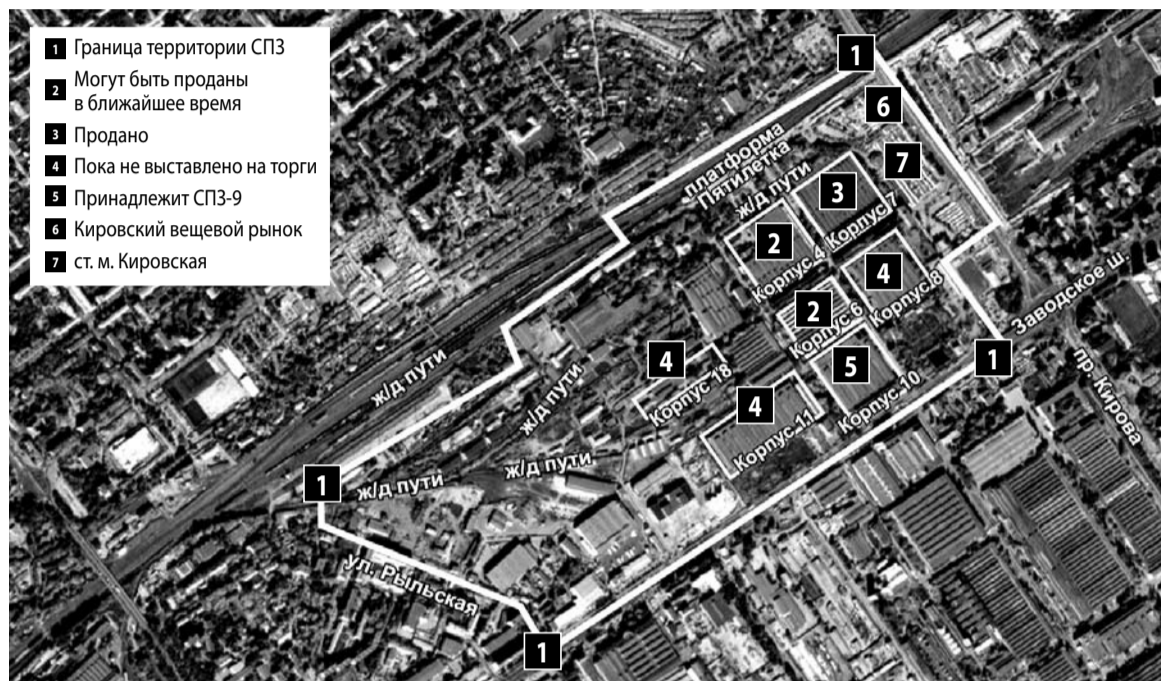 1 Граница территории СПЗ
2 Могут быть проданы
в ближайшее время
3 Продано
4 Пока не выставлено на торги
5 Принадлежит СПЗ-9
6 Кировский вещевой рынок
7 ст. м. Кировская
1
6
7
платформа
Пятилетка
ж/д пути
3
Корпус 7
2
Корпус 4
4
Корпус 8
2
Корпус 6
5
Корпус 10
4
Корпус 18
4
Корпус 11
1
Заводское ш.
пр. Кирова
ж/д пути
ж/д пути
ж/д пути
ж/д пути
1
ул. Рыльская
1